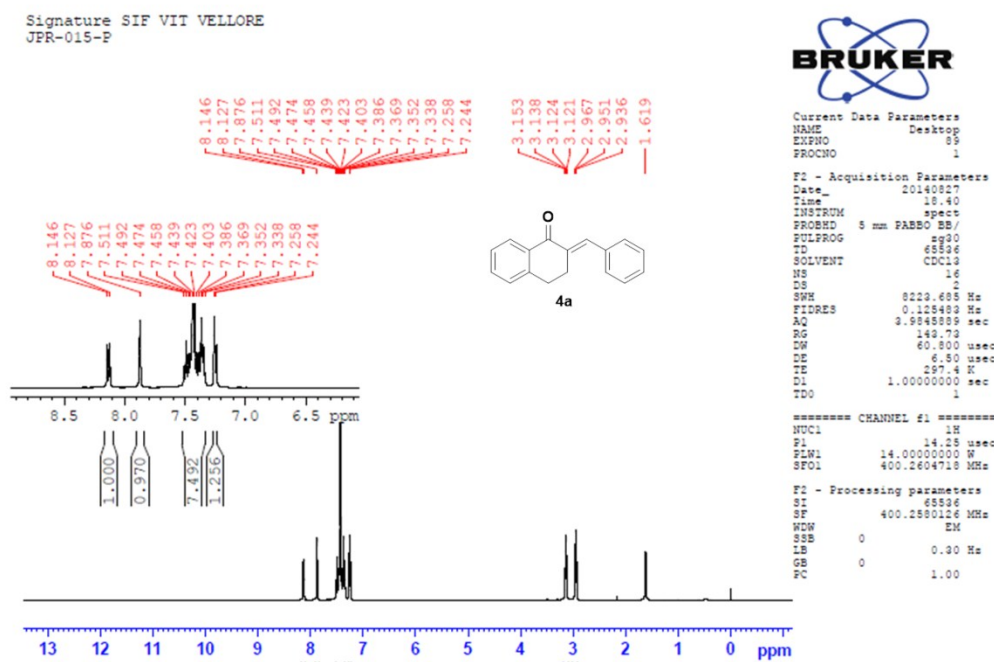 Signature SIF VIT VELLORE
JPR-015-P
8.146
8.127
7.876
7.511
7.492
7.474
7.458
7.439
7.423
7.403
7.386
7.369
7.352
7.338
7.258
7.244
3.153
3.138
3.124
3.121
2.967
2.951
2.936
1.619
8.146
8.127
7.876
7.511
7.492
7.474
7.458
7.439
7.423
7.403
7.386
7.369
7.352
7.338
7.258
7.244
O
4a
8.5 8.0 7.5 7.0 6.5 ppm
1.000
0.970
7.492
1.256
13 12 11 10 9 8 7 6 5 4 3 2 1 0 ppm
BRUKER
Current Data Parameters
NAME Desktop
EXPNO 89
PROCNO 1
F2 - Acquisition Parameters
Date_ 20140827
Time 18.40
INSTRUM spect
PROBHD 5 mm PABBO BB/
PULPROG zg30
TD 65536
SOLVENT CDCl3
NS 16
DS 2
SWH 8223.685 Hz
FIDRES 0.125483 Hz
AQ 3.9845889 sec
RG 143.73
DW 60.800 usec
DE 6.50 usec
TE 297.4 K
D1 1.00000000 sec
TD0 1
======== CHANNEL f1 ========
NUC1 1H
P1 14.25 usec
PLW1 14.00000000 W
SFO1 400.2604718 MHz
F2 - Processing parameters
SI 65536
SF 400.2580126 MHz
WDW EM
SSB 0
LB 0.30 Hz
GB 0
PC 1.00